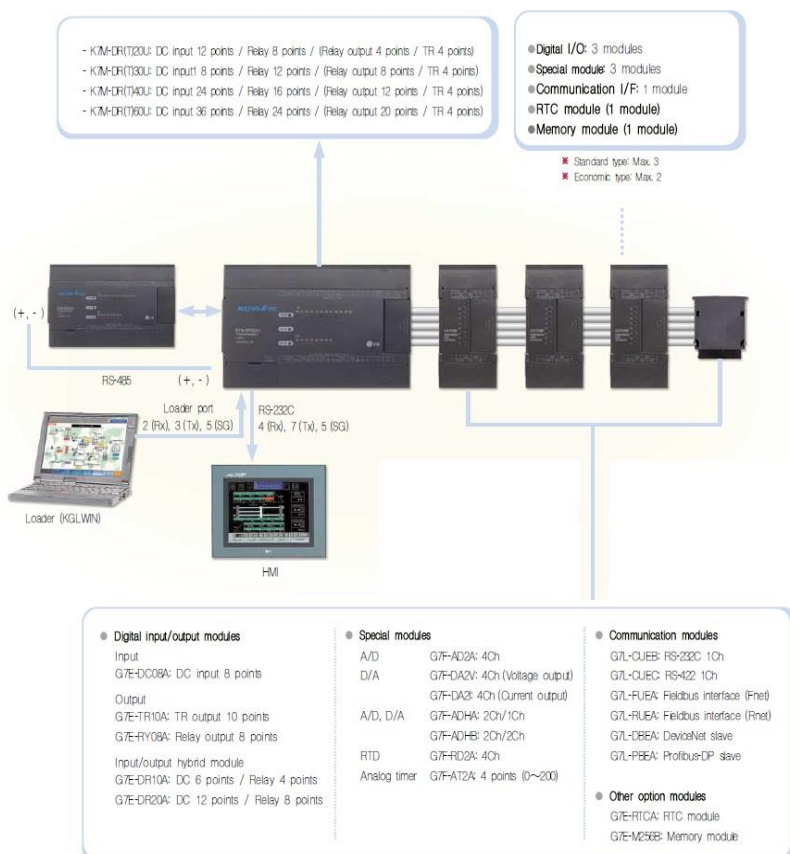 - K7M-DR(T)20U: DC input 12 points / Relay 8 points / (Relay output 4 points / TR 4 points)
- K7M-DR(T)30U: DC input1 8 points / Relay 12 points / (Relay output 8 points / TR 4 points)
- K7M-DR(T)40U: DC input 24 points / Relay 16 points / (Relay output 12 points / TR 4 points)
- K7M-DR(T)60U: DC input 36 points / Relay 24 points / (Relay output 20 points / TR 4 points)
● Digital I/O: 3 modules
● Special module: 3 modules
● Communication I/F: 1 module
● RTC module (1 module)
● Memory module (1 module)
※ Standard type: Max. 3
※ Economic type: Max. 2
(+, -)
RS-485
(+, -)
Loader port
2 (Rx), 3 (Tx), 5 (SG)
RS-232C
4 (Rx), 7 (Tx), 5 (SG)
Loader (KGLWIN)
HMI
● Digital input/output modules
Input
G7E-DC08A: DC input 8 points
Output
G7E-TR10A: TR output 10 points
G7E-RY08A: Relay output 8 points
Input/output hybrid module
G7E-DR10A: DC 6 points / Relay 4 points
G7E-DR20A: DC 12 points / Relay 8 points
● Special modules
A/D G7F-AD2A: 4Ch
D/A G7F-DA2V: 4Ch (Voltage output)
G7F-DA2I: 4Ch (Current output)
A/D, D/A G7F-ADHA: 2Ch/1Ch
G7F-ADHB: 2Ch/2Ch
RTD G7F-RD2A: 4Ch
Analog timer G7F-AT2A: 4 points (0~200)
● Communication modules
G7L-CUEB: RS-232C 1Ch
G7L-CUEC: RS-422 1Ch
G7L-FUEA: Fieldbus interface (Fnet)
G7L-RUEA: Fieldbus interface (Rnet)
G7L-DBEA: DeviceNet slave
G7L-PBEA: Profibus-DP slave
● Other option modules
G7E-RTCA: RTC module
G7E-M256B: Memory module